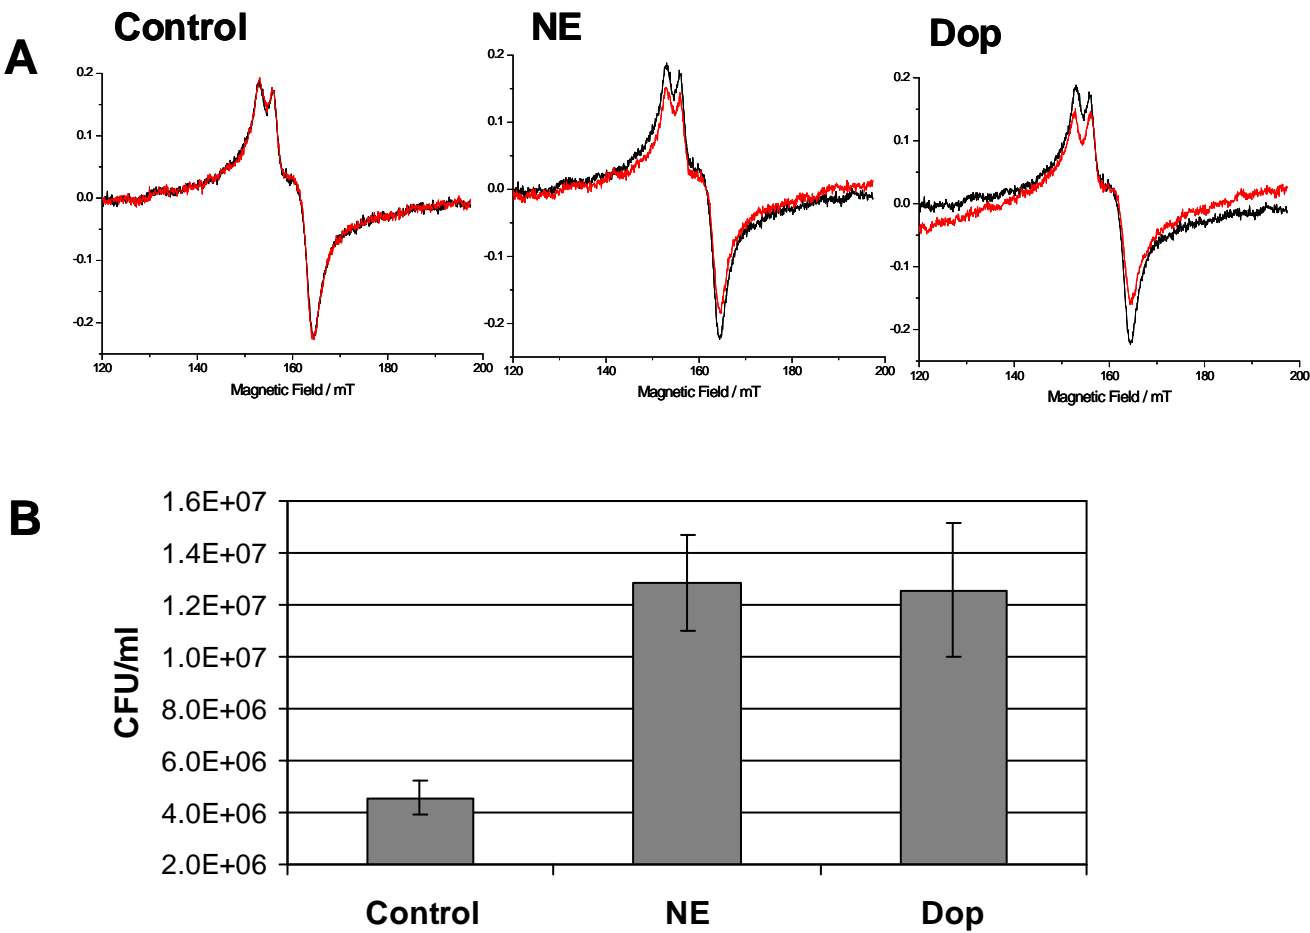 A
Control
0.2
0.1
0.0
-0.1
-0.2
120 140 160 180 200
Magnetic Field / mT
NE
0.2
0.1
0.0
-0.1
-0.2
120 140 160 180 200
Magnetic Field / mT
Dop
0.2
0.1
0.0
-0.1
-0.2
120 140 160 180 200
Magnetic Field / mT
B
CFU/ml
1.6E+07
1.4E+07
1.2E+07
1.0E+07
8.0E+06
6.0E+06
4.0E+06
2.0E+06
Control NE Dop